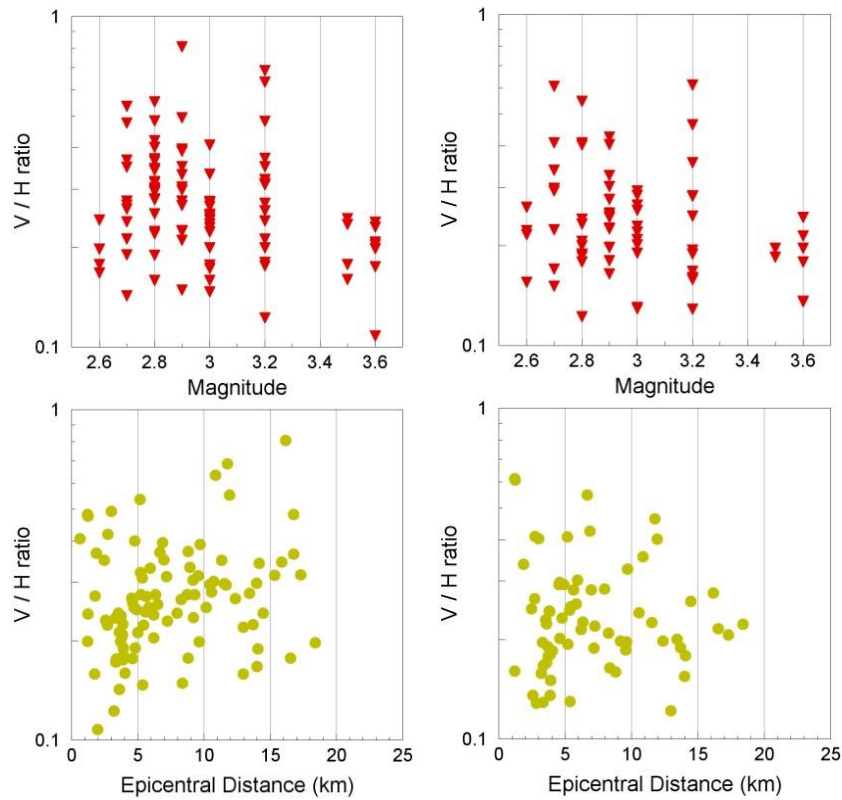 1 1
V / H ratio V / H ratio
0.1 0.1
2.6 2.8 3 3.2 3.4 3.6 2.6 2.8 3 3.2 3.4 3.6
Magnitude Magnitude
1 1
V / H ratio V / H ratio
0.1 0.1
0 5 10 15 20 25 0 5 10 15 20 25
Epicentral Distance (km) Epicentral Distance (km)